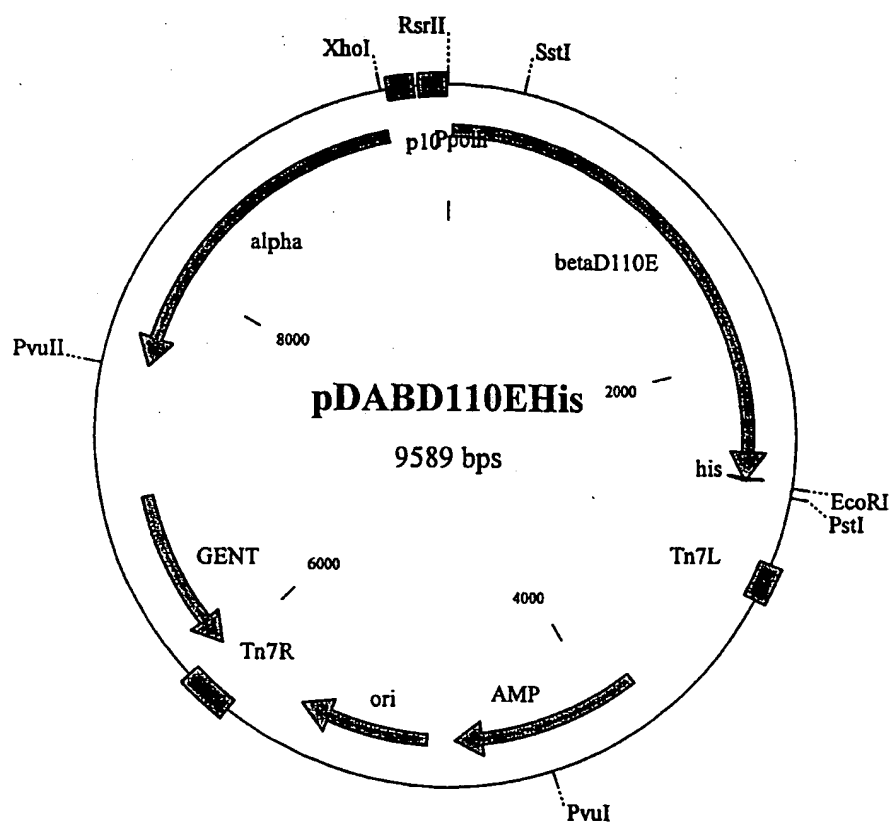 RsrII
XhoI
SstI
p10
Ppolh
alpha
betaD110E
PvuII
8000
2000
pDABD110EHis
9589 bps
his
EcoRI
PstI
GENT
Tn7L
6000
4000
Tn7R
ori
AMP
PvuI